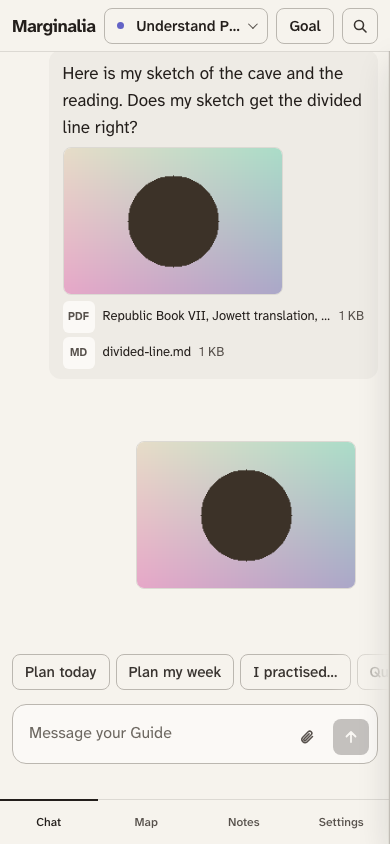 Marginalia
Understand P...
Goal
Here is my sketch of the cave and the
reading. Does my sketch get the divided
line right?
PDF
Republic Book VII, Jowett translation, ...
1 KB
MD
divided-line.md
1 KB
Plan today
Plan my week
I practised...
Message your Guide
Chat
Map
Notes
Settings